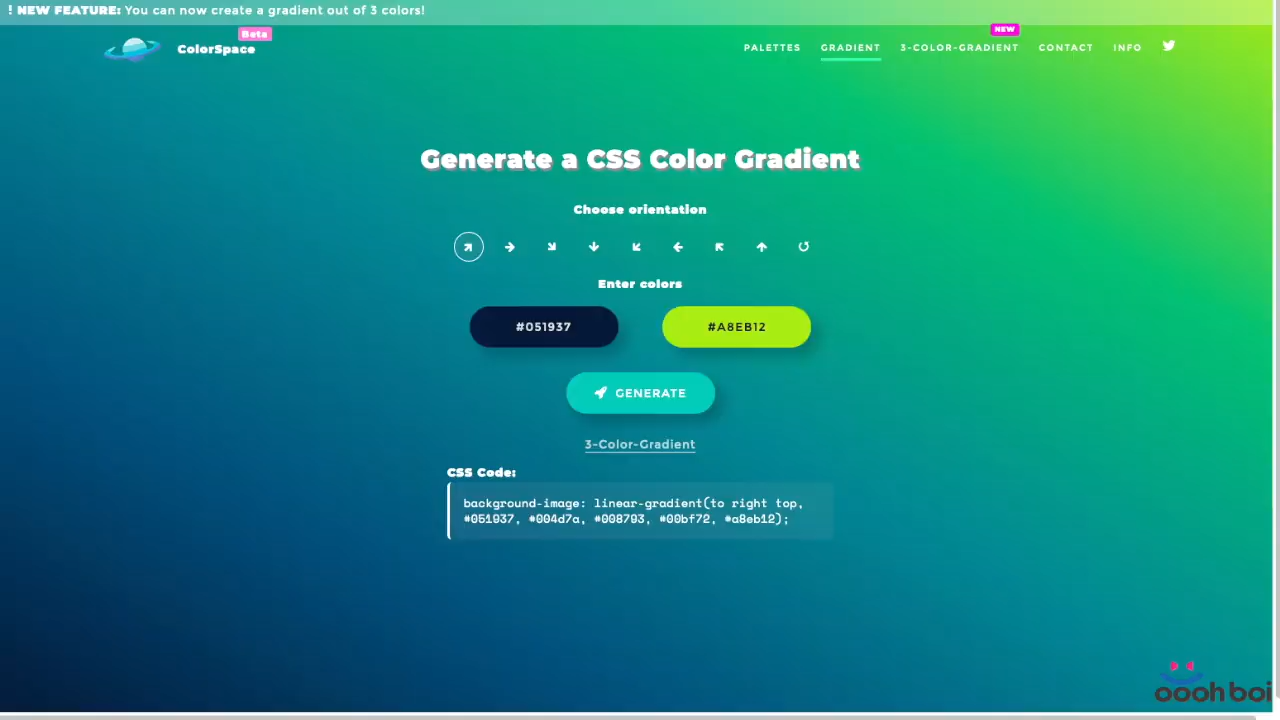 ! NEW FEATURE: You can now create a gradient out of 3 colors!
Beta
ColorSpace
NEW
PALETTES GRADIENT 3-COLOR-GRADIENT CONTACT INFO
Generate a CSS Color Gradient
Choose orientation
Enter colors
#051937 #A8EB12
GENERATE
3-Color-Gradient
CSS Code:
background-image: linear-gradient(to right top,
#051937, #004d7a, #008793, #00bf72, #a8eb12);
ooohboi